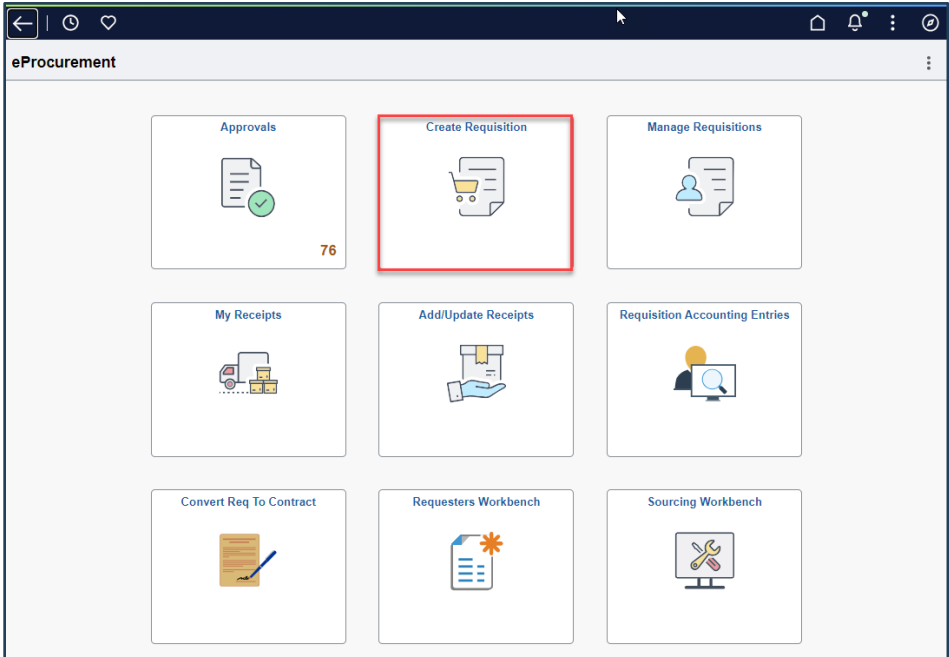 eProcurement
Approvals
Create Requisition
Manage Requisitions
76
My Receipts
Add/Update Receipts
Requisition Accounting Entries
Convert Req To Contract
Requesters Workbench
Sourcing Workbench